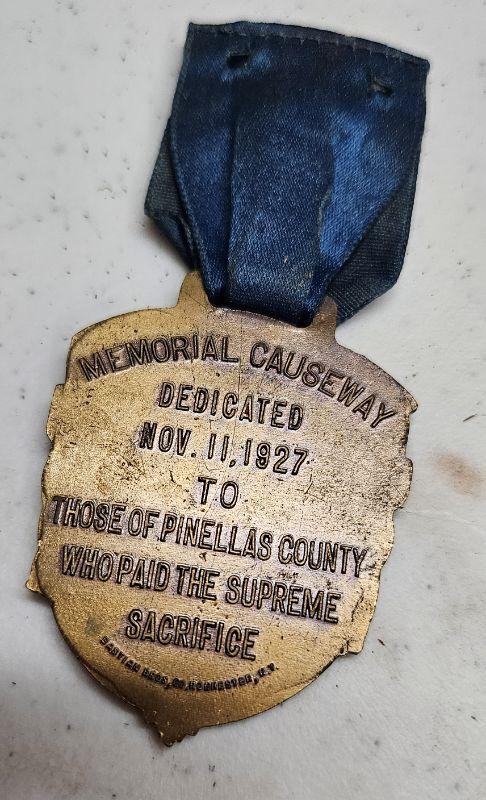 MEMORIAL CAUSEWAY
DEDICATED
NOV. 11, 1927
TO
THOSE OF PINELLAS COUNTY
WHO PAID THE SUPREME
SACRIFICE
BASTIAN BROS. CO. ROCHESTER, N.Y.